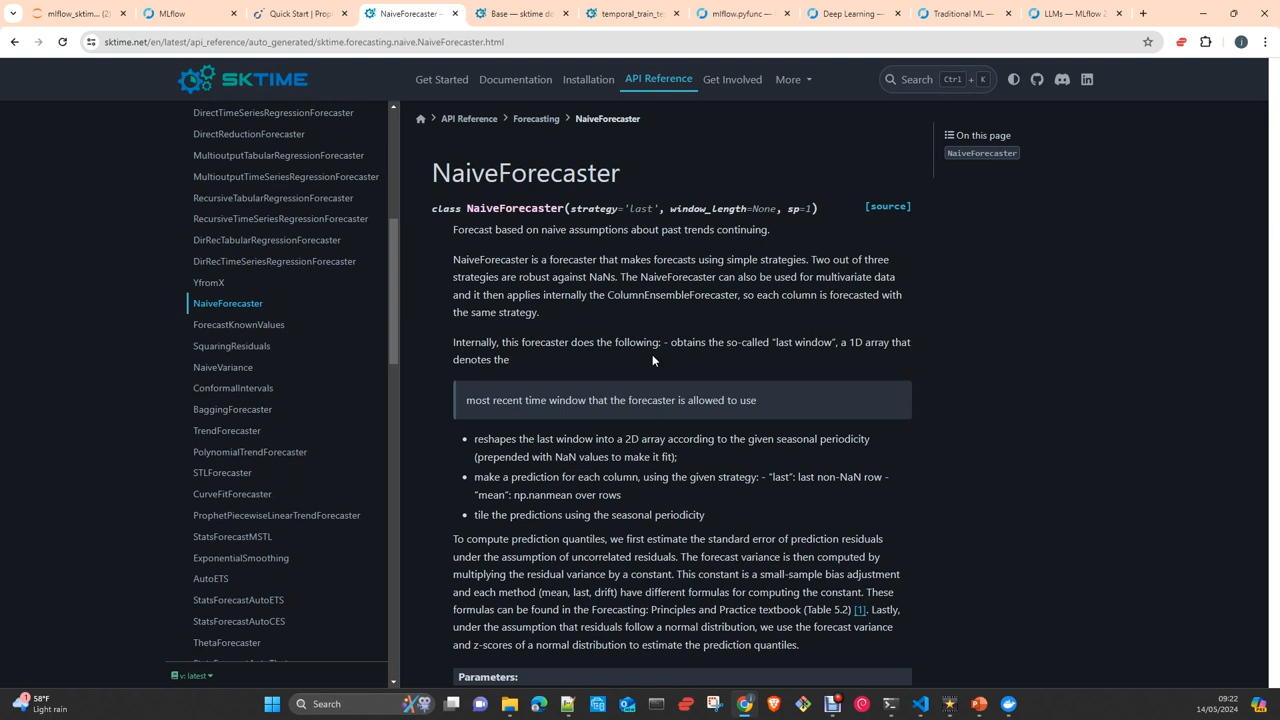 mlflow_sktime.. (2)
MLflow
Quick Start | Prop
NaiveForecaster —
Base — sktime do
temporal_train_te
mlflow.pyfunc —
Deep Learning —
Traditional ML —
LLMs — MLflow 2
sktime.net/en/latest/api_reference/auto_generated/sktime.forecasting.naive.NaiveForecaster.html
SKTIME
Get Started
Documentation
Installation
API Reference
Get Involved
More
Search Ctrl + K
DirectTimeSeriesRegressionForecaster
DirectReductionForecaster
MultioutputTabularRegressionForecaster
MultioutputTimeSeriesRegressionForecaster
RecursiveTabularRegressionForecaster
RecursiveTimeSeriesRegressionForecaster
DirRecTabularRegressionForecaster
DirRecTimeSeriesRegressionForecaster
YfromX
NaiveForecaster
ForecastKnownValues
SquaringResiduals
NaiveVariance
ConformalIntervals
BaggingForecaster
TrendForecaster
PolynomialTrendForecaster
STLForecaster
CurveFitForecaster
ProphetPiecewiseLinearTrendForecaster
StatsForecastMSTL
ExponentialSmoothing
AutoETS
StatsForecastAutoETS
StatsForecastAutoCES
ThetaForecaster
v: latest
API Reference > Forecasting > NaiveForecaster
NaiveForecaster
class NaiveForecaster(strategy='last', window_length=None, sp=1)
[source]
Forecast based on naive assumptions about past trends continuing.
NaiveForecaster is a forecaster that makes forecasts using simple strategies. Two out of three
strategies are robust against NaNs. The NaiveForecaster can also be used for multivariate data
and it then applies internally the ColumnEnsembleForecaster, so each column is forecasted with
the same strategy.
Internally, this forecaster does the following: - obtains the so-called “last window”, a 1D array that
denotes the
most recent time window that the forecaster is allowed to use
• reshapes the last window into a 2D array according to the given seasonal periodicity
(prepended with NaN values to make it fit);
• make a prediction for each column, using the given strategy: - “last”: last non-NaN row -
“mean”: np.nanmean over rows
• tile the predictions using the seasonal periodicity
To compute prediction quantiles, we first estimate the standard error of prediction residuals
under the assumption of uncorrelated residuals. The forecast variance is then computed by
multiplying the residual variance by a constant. This constant is a small-sample bias adjustment
and each method (mean, last, drift) have different formulas for computing the constant. These
formulas can be found in the Forecasting: Principles and Practice textbook (Table 5.2) [1]. Lastly,
under the assumption that residuals follow a normal distribution, we use the forecast variance
and z-scores of a normal distribution to estimate the prediction quantiles.
Parameters:
On this page
NaiveForecaster
58°F
Light rain
Search
09:22
14/05/2024